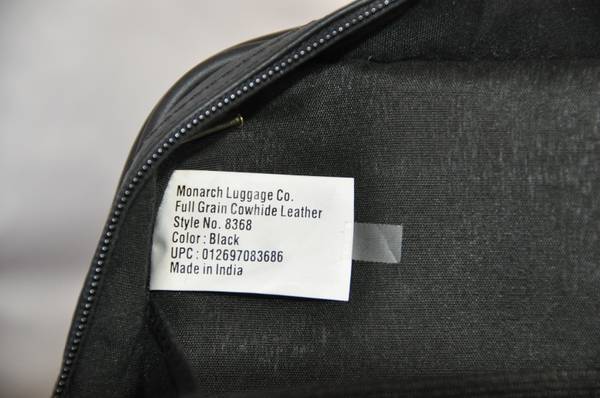 Monarch Luggage Co.
Full Grain Cowhide Leather
Style No. 8368
Color : Black
UPC : 012697083686
Made in India